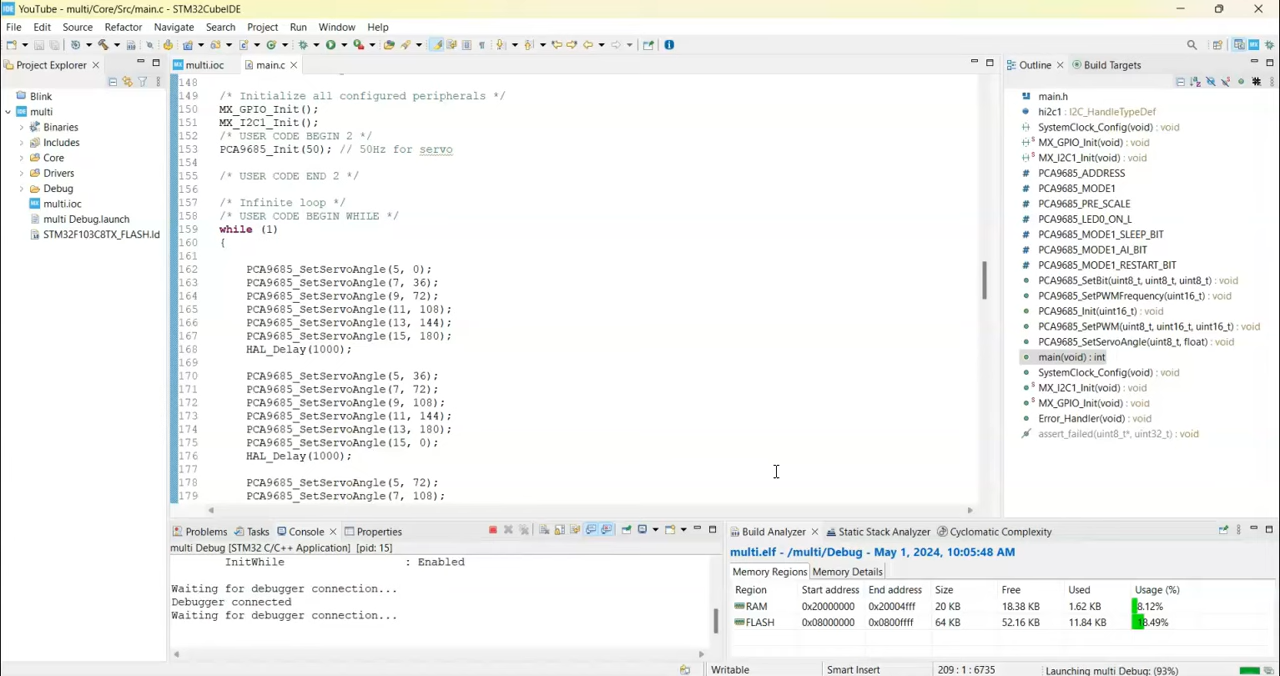 YouTube - multi/Core/Src/main.c - STM32CubeIDE
File Edit Source Refactor Navigate Search Project Run Window Help
Project Explorer
Blink
multi
Binaries
Includes
Core
Drivers
Debug
multi.ioc
multi Debug.launch
STM32F103C8TX_FLASH.ld
multi.ioc main.c
148
149 /* Initialize all configured peripherals */
150 MX_GPIO_Init();
151 MX_I2C1_Init();
152 /* USER CODE BEGIN 2 */
153 PCA9685_Init(50); // 50Hz for servo
154
155 /* USER CODE END 2 */
156
157 /* Infinite loop */
158 /* USER CODE BEGIN WHILE */
159 while (1)
160 {
161
162 PCA9685_SetServoAngle(5, 0);
163 PCA9685_SetServoAngle(7, 36);
164 PCA9685_SetServoAngle(9, 72);
165 PCA9685_SetServoAngle(11, 108);
166 PCA9685_SetServoAngle(13, 144);
167 PCA9685_SetServoAngle(15, 180);
168 HAL_Delay(1000);
169
170 PCA9685_SetServoAngle(5, 36);
171 PCA9685_SetServoAngle(7, 72);
172 PCA9685_SetServoAngle(9, 108);
173 PCA9685_SetServoAngle(11, 144);
174 PCA9685_SetServoAngle(13, 180);
175 PCA9685_SetServoAngle(15, 0);
176 HAL_Delay(1000);
177
178 PCA9685_SetServoAngle(5, 72);
179 PCA9685_SetServoAngle(7, 108);
Outline Build Targets
main.h
hi2c1 : I2C_HandleTypeDef
SystemClock_Config(void) : void
MX_GPIO_Init(void) : void
MX_I2C1_Init(void) : void
PCA9685_ADDRESS
PCA9685_MODE1
PCA9685_PRE_SCALE
PCA9685_LED0_ON_L
PCA9685_MODE1_SLEEP_BIT
PCA9685_MODE1_AI_BIT
PCA9685_MODE1_RESTART_BIT
PCA9685_SetBit(uint8_t, uint8_t, uint8_t) : void
PCA9685_SetPWMFrequency(uint16_t) : void
PCA9685_Init(uint16_t) : void
PCA9685_SetPWM(uint8_t, uint16_t, uint16_t) : void
PCA9685_SetServoAngle(uint8_t, float) : void
main(void) : int
SystemClock_Config(void) : void
MX_I2C1_Init(void) : void
MX_GPIO_Init(void) : void
Error_Handler(void) : void
assert_failed(uint8_t*, uint32_t) : void
Problems Tasks Console Properties
multi Debug [STM32 C/C++ Application] [pid: 15]
InitWhile : Enabled
Waiting for debugger connection...
Debugger connected
Waiting for debugger connection...
Build Analyzer Static Stack Analyzer Cyclomatic Complexity
multi.elf - /multi/Debug - May 1, 2024, 10:05:48 AM
Memory Regions Memory Details
Region Start address End address Size Free Used Usage (%)
RAM 0x20000000 0x20004fff 20 KB 18.38 KB 1.62 KB 8.12%
FLASH 0x08000000 0x0800ffff 64 KB 52.16 KB 11.84 KB 18.49%
Writable Smart Insert 209 : 1 : 6735 Launching multi Debug: (93%)